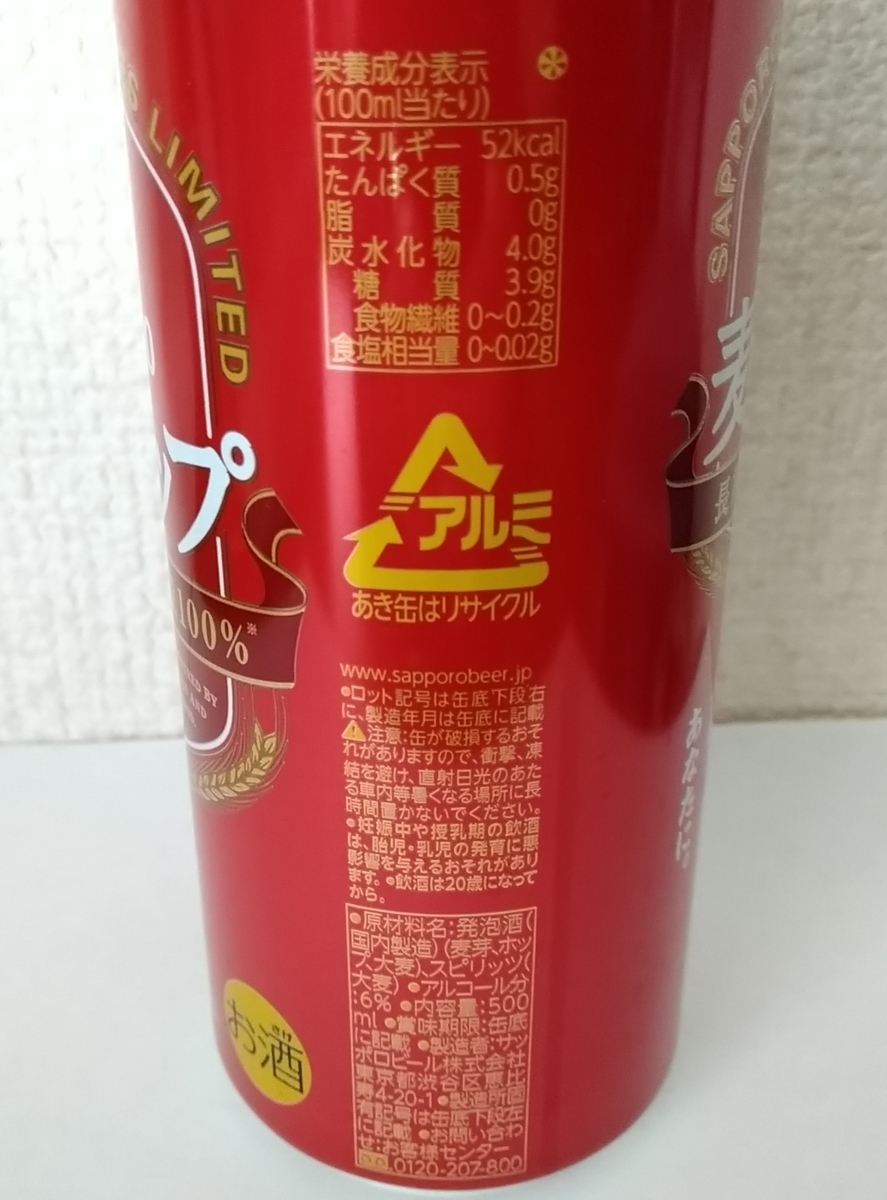 栄養成分表示
(100ml当たり)
エネルギー 52kcal
たんぱく質 0.5g
脂質 0g
炭水化物 4.0g
糖質 3.9g
食物繊維 0~0.2g
食塩相当量 0~0.02g
アルミ
あき缶はリサイクル
www.sapporobeer.jp
●ロット記号は缶底下段右
に、製造年月は缶底に記載
注意:缶が破損するおそ
れがありますので、衝撃、凍
結を避け、直射日光のあた
る車内等暑くなる場所に長
時間置かないでください。
●妊娠中や授乳期の飲酒
は、胎児・乳児の発育に悪
影響を与えるおそれがあり
ます。●飲酒は20歳になって
から。
●原材料名:発泡酒(
国内製造)(麦芽、ホッ
プ、大麦)、スピリッツ(
大麦) ●アルコール分
:6% ●内容量:500
ml ●賞味期限:缶底
に記載 ●製造者:サッ
ポロビール株式会社
東京都渋谷区恵比
寿4-20-1●製造所固
有記号は缶底下段左
に記載 ●お問い合わ
せ:お客様センター
0120-207-800
LIMITED
プ
100%※
BY
AND
お酒
さけ
SAPPORO
麦
長
あなたに。